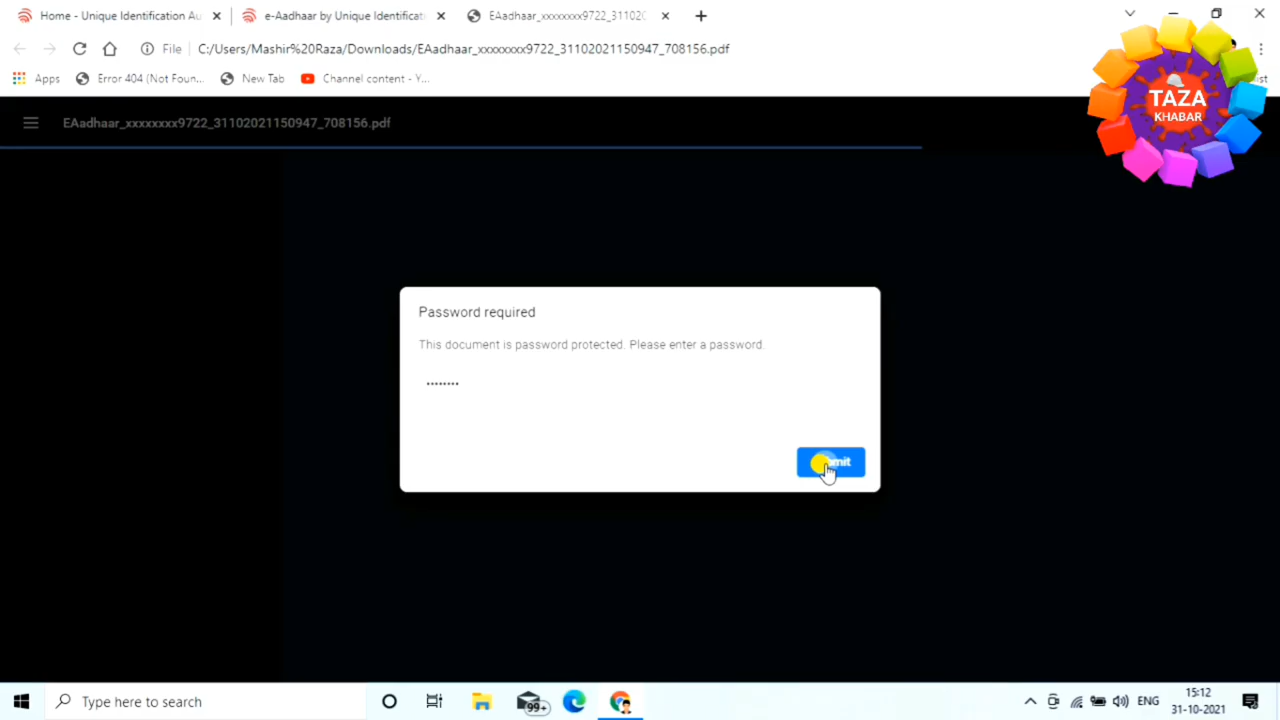 Home - Unique Identification Au
e-Aadhaar by Unique Identificati
EAadhaar_xxxxxxxx9722_311020
File
C:/Users/Mashir%20Raza/Downloads/EAadhaar_xxxxxxxx9722_31102021150947_708156.pdf
Apps
Error 404 (Not Foun...
New Tab
Channel content - Y...
TAZA
KHABAR
EAadhaar_xxxxxxxx9722_31102021150947_708156.pdf
Password required
This document is password protected. Please enter a password.
Type here to search
99+
ENG
15:12
31-10-2021